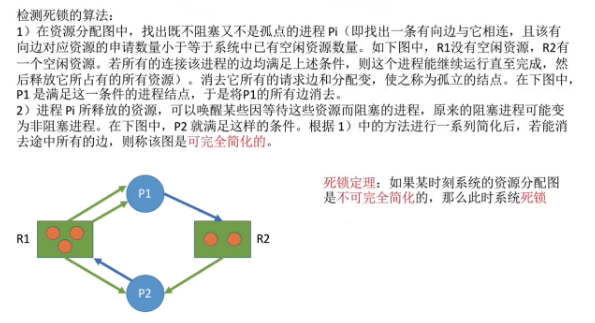 检测死锁的算法：
1）在资源分配图中，找出既不阻塞又不是孤点的进程 Pi（即找出一条有向边与它相连，且该有
向边对应资源的申请数量小于等于系统中已有空闲资源数量。如下图中，R1没有空闲资源，R2有
一个空闲资源。若所有的连接该进程的边均满足上述条件，则这个进程能继续运行直至完成，然
后释放它所占有的所有资源）。消去它所有的请求边和分配变，使之称为孤立的结点。在下图中，
P1 是满足这一条件的进程结点，于是将P1的所有边消去。
2）进程 Pi 所释放的资源，可以唤醒某些因等待这些资源而阻塞的进程，原来的阻塞进程可能变
为非阻塞进程。在下图中，P2 就满足这样的条件。根据 1）中的方法进行一系列简化后，若能消
去途中所有的边，则称该图是可完全简化的。
死锁定理：如果某时刻系统的资源分配图
是不可完全简化的，那么此时系统死锁
P1
R1
R2
P2